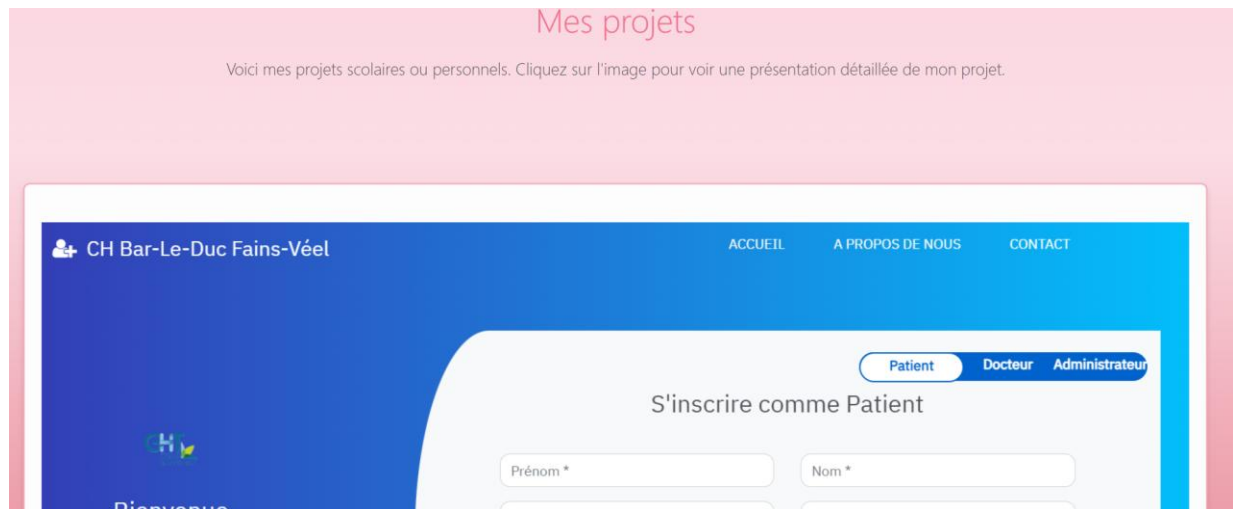 Mes projets
Voici mes projets scolaires ou personnels. Cliquez sur l'image pour voir une présentation détaillée de mon projet.
CH Bar-Le-Duc Fains-Véel
ACCUEIL A PROPOS DE NOUS CONTACT
Patient Docteur Administrateur
S'inscrire comme Patient
CH
Prénom * Nom *
Bienvenue